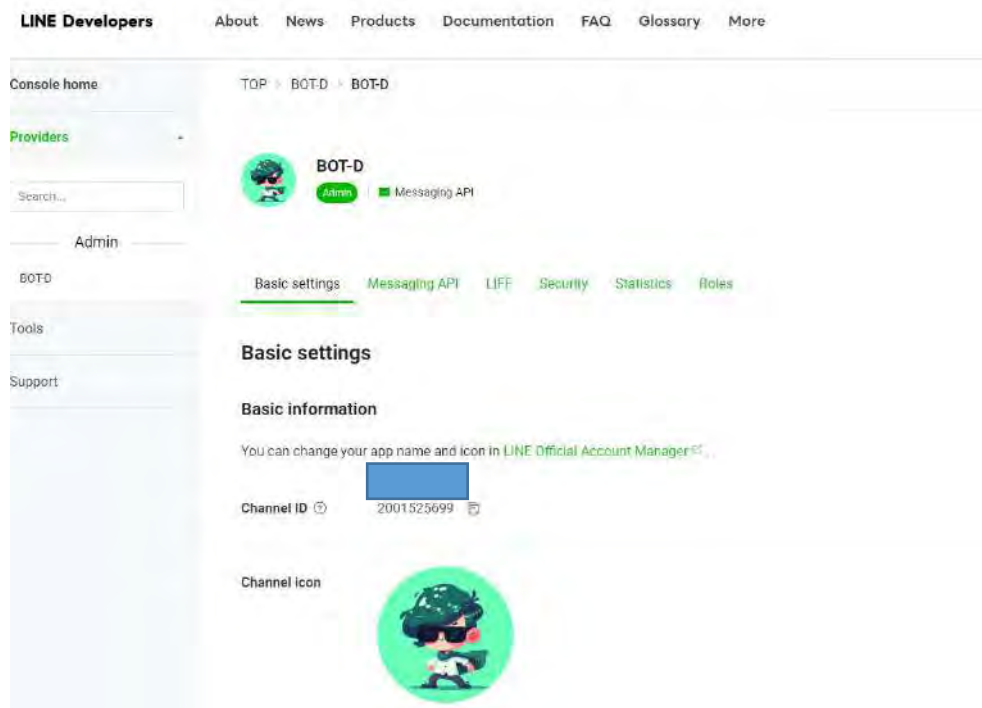 LINE Developers About News Products Documentation FAQ Glossary More
Console home
TOP > BOT-D > BOT-D
Providers
BOT-D
Admin Messaging API
Search...
Admin
BOT-D
Basic settings Messaging API LIFF Security Statistics Roles
Tools
Basic settings
Support
Basic information
You can change your app name and icon in LINE Official Account Manager
Channel ID 2001525699
Channel icon